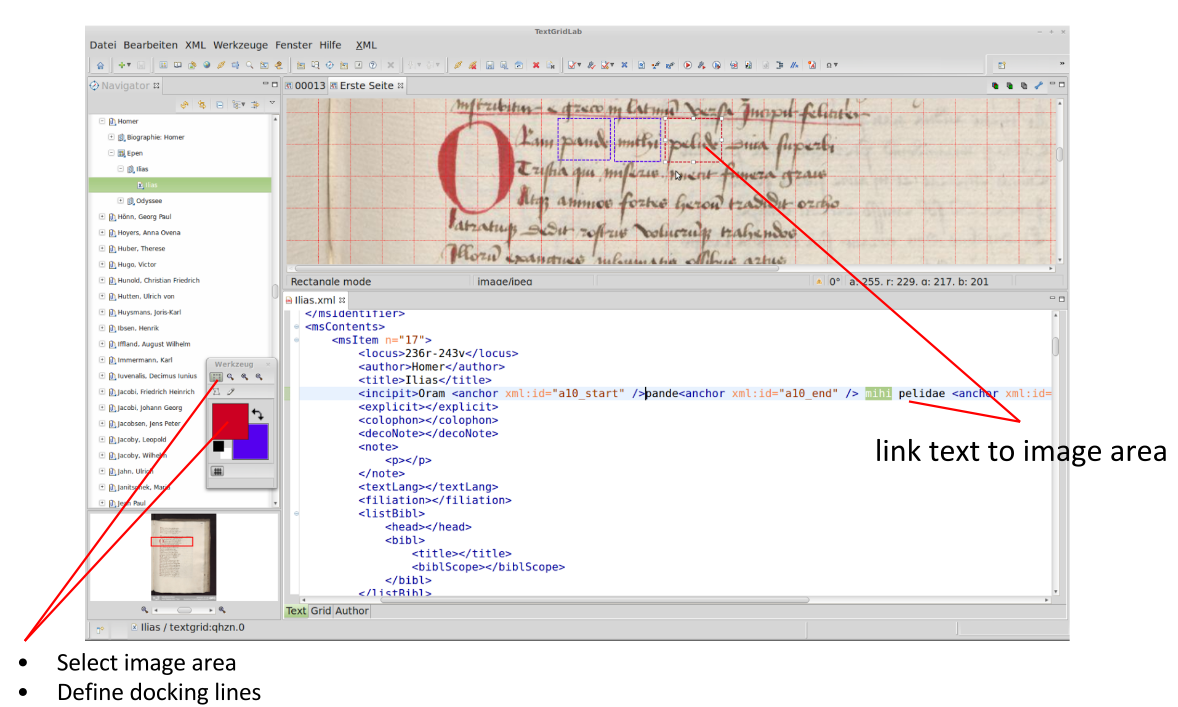 TextGridLab
Datei Bearbeiten XML Werkzeuge Fenster Hilfe XML
Navigator
Homer
Biographie: Homer
Epen
Ilias
Ilias
Odyssee
Hönn, Georg Paul
Hoyers, Anna Ovena
Huber, Therese
Hugo, Victor
Hunold, Christian Friedrich
Hutten, Ulrich von
Huysmans, Joris-Karl
Ibsen, Henrik
Iffland, August Wilhelm
Immermann, Karl
Iuvenalis, Decimus Iunius
Jacobi, Friedrich Heinrich
Jacobi, Johann Georg
Jacobsen, Jens Peter
Jacoby, Leopold
Jacoby, Wilhelm
Jahn, Ulrich
Janitschek, Maria
Jean Paul
Werkzeug
00013 Erste Seite
pande mihi pelide
Rectangle mode image/jpeg 0° a: 255, r: 229, g: 217, b: 201
Ilias.xml
</msIdentifier>
<msContents>
<msItem n="17">
<locus>236r-243v</locus>
<author>Homer</author>
<title>Ilias</title>
<incipit>Oram <anchor xml:id="a10_start" />pande<anchor xml:id="a10_end" /> mihi pelidae <anchor xml:id=
<explicit></explicit>
<colophon></colophon>
<decoNote></decoNote>
<note>
<p></p>
</note>
<textLang></textLang>
<filiation></filiation>
<listBibl>
<head></head>
<bibl>
<title></title>
<biblScope></biblScope>
</bibl>
</listBibl>
Text Grid Author
Ilias / textgrid:qhzn.0
link text to image area
• Select image area
• Define docking lines